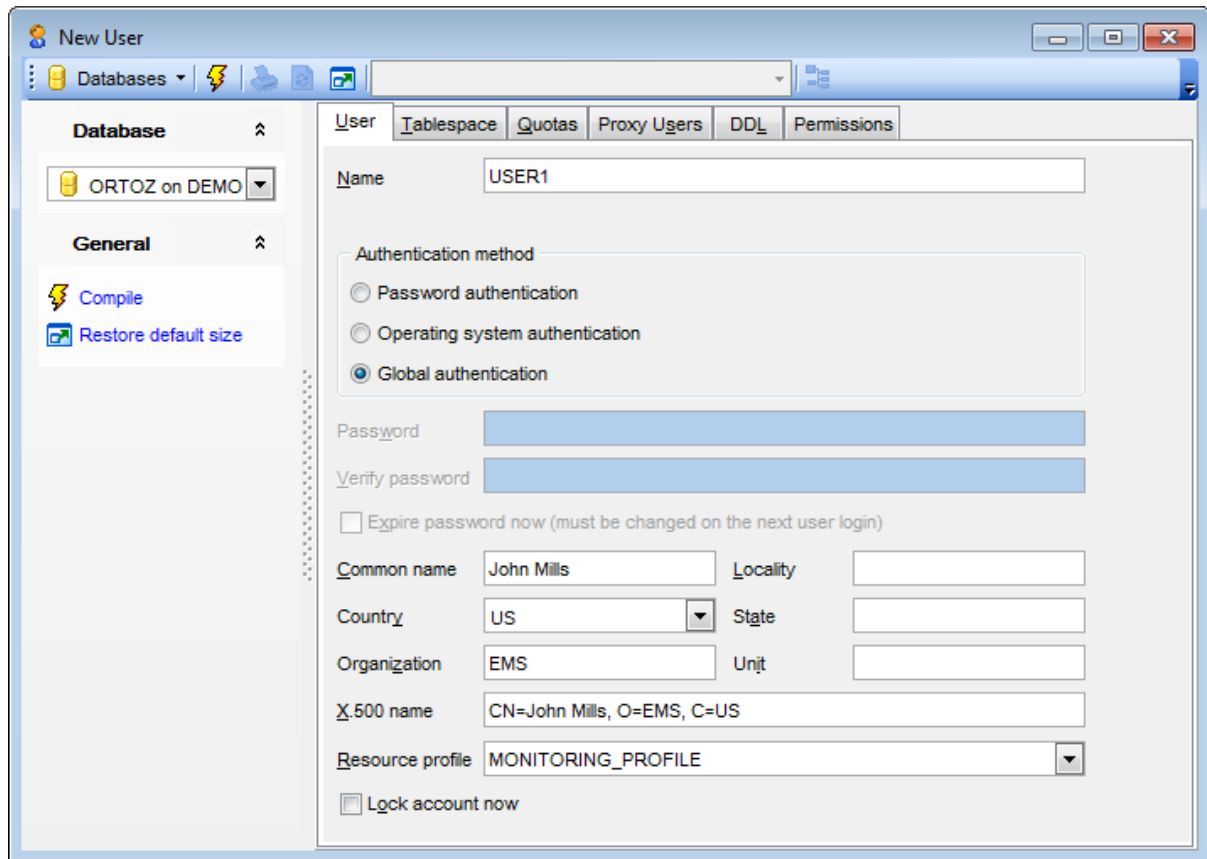 New User
Databases
Database
ORTOZ on DEMO
General
Compile
Restore default size
User Tablespace Quotas Proxy Users DDL Permissions
Name USER1
Authentication method
Password authentication
Operating system authentication
Global authentication
Password
Verify password
Expire password now (must be changed on the next user login)
Common name John Mills Locality
Country US State
Organization EMS Unit
X.500 name CN=John Mills, O=EMS, C=US
Resource profile MONITORING_PROFILE
Lock account now